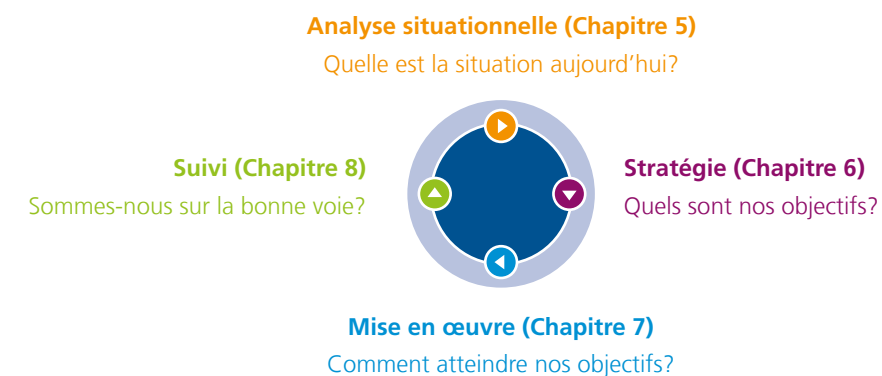 Analyse situationnelle (Chapitre 5)
Quelle est la situation aujourd’hui?
Suivi (Chapitre 8)
Sommes-nous sur la bonne voie?
Stratégie (Chapitre 6)
Quels sont nos objectifs?
Mise en œuvre (Chapitre 7)
Comment atteindre nos objectifs?